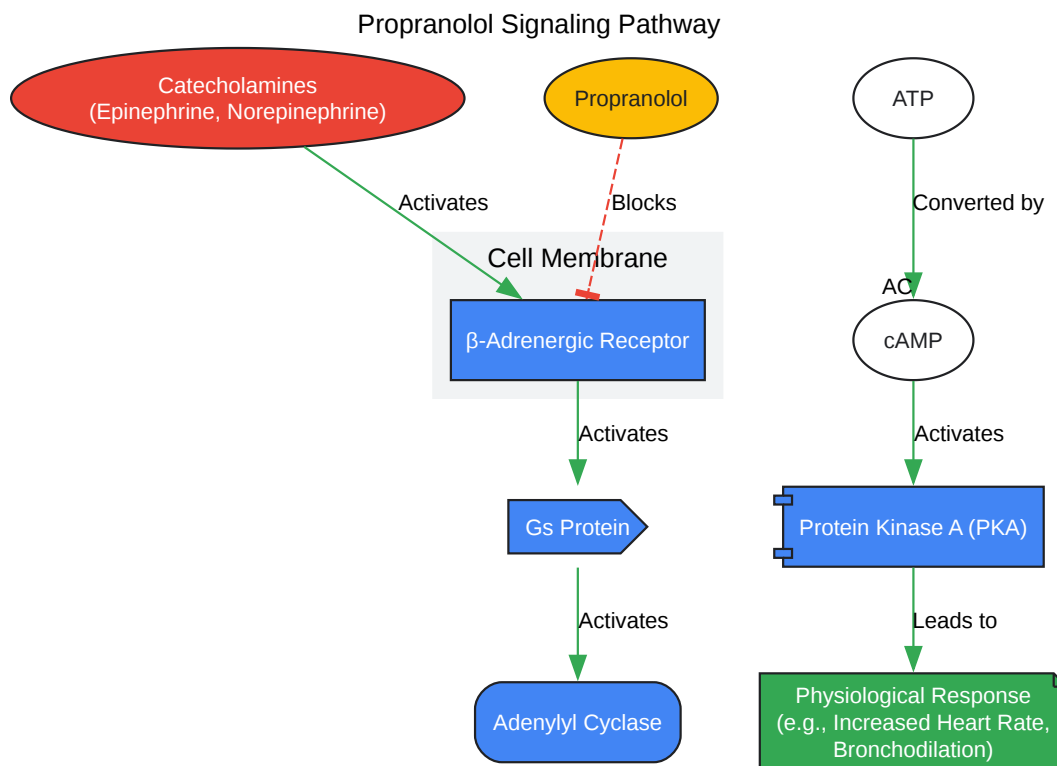 Propranolol Signaling Pathway
Catecholamines
(Epinephrine, Norepinephrine)
Propranolol
ATP
Activates
Blocks
Converted by
Cell Membrane
AC
β-Adrenergic Receptor
cAMP
Activates
Activates
Gs Protein
Protein Kinase A (PKA)
Activates
Leads to
Adenylyl Cyclase
Physiological Response
(e.g., Increased Heart Rate,
Bronchodilation)